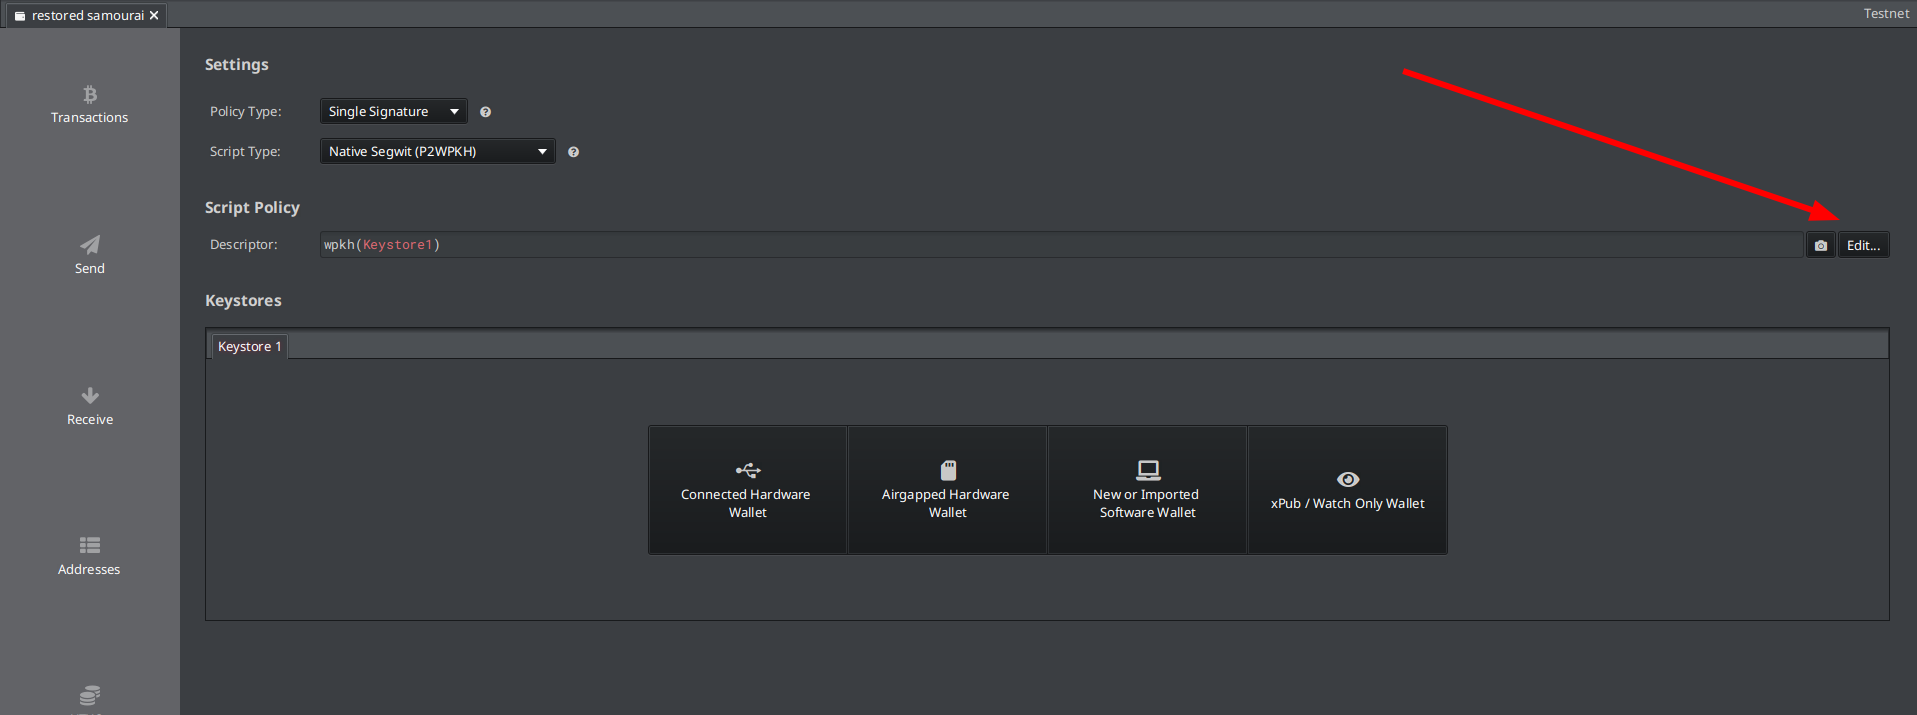 restored samourai
Testnet
Transactions
Send
Receive
Addresses
Settings
Policy Type:
Single Signature
Script Type:
Native Segwit (P2WPKH)
Script Policy
Descriptor:
wpkh(Keystore1)
Edit...
Keystores
Keystore 1
Connected Hardware
Wallet
Airgapped Hardware
Wallet
New or Imported
Software Wallet
xPub / Watch Only Wallet